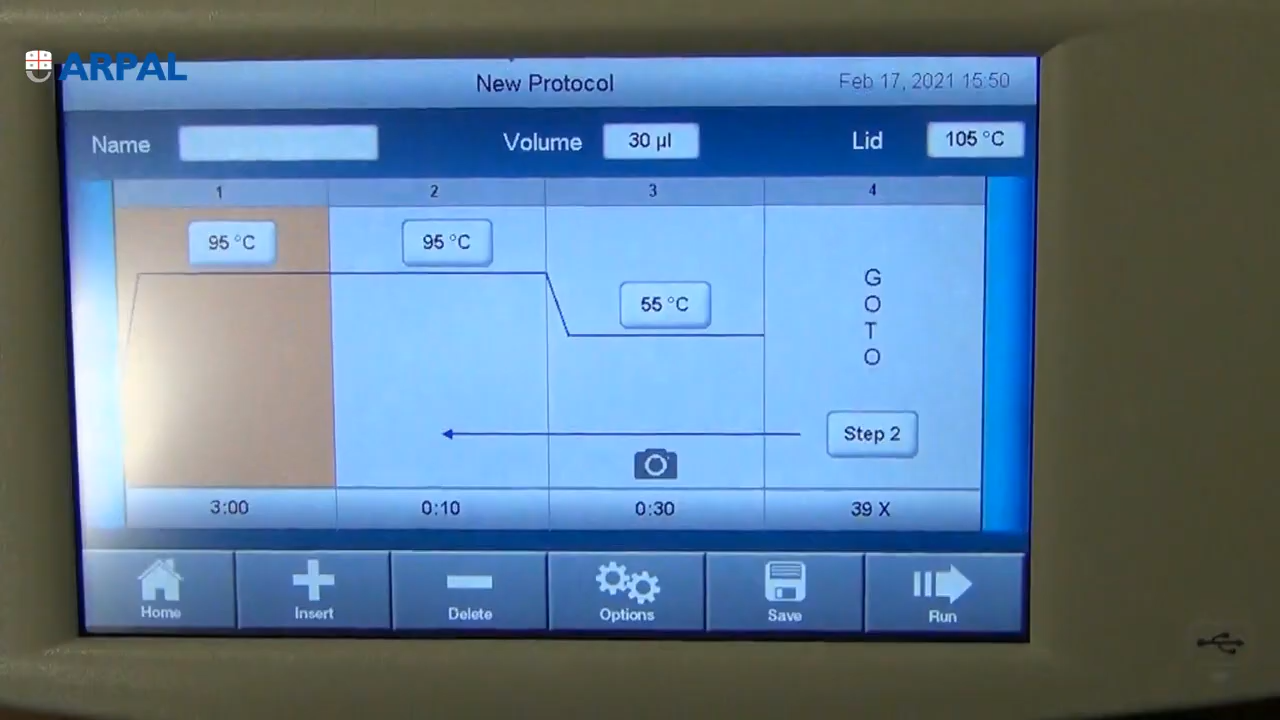 ARPAL
New Protocol
Feb 17, 2021 15:50
Name
Volume 30 µl
Lid 105 °C
1 2 3 4
95 °C 95 °C
55 °C
GOTO
Step 2
3:00 0:10 0:30 39 X
Home Insert Delete Options Save Run